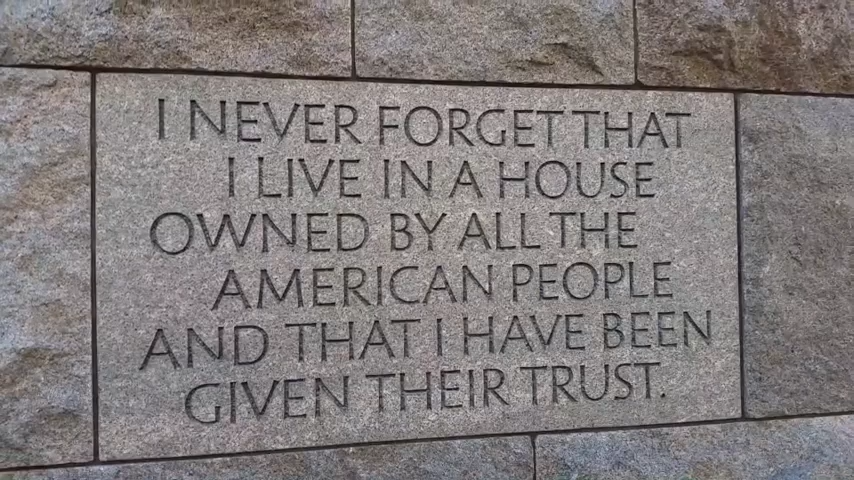 I NEVER FORGET THAT
I LIVE IN A HOUSE
OWNED BY ALL THE
AMERICAN PEOPLE
AND THAT I HAVE BEEN
GIVEN THEIR TRUST.